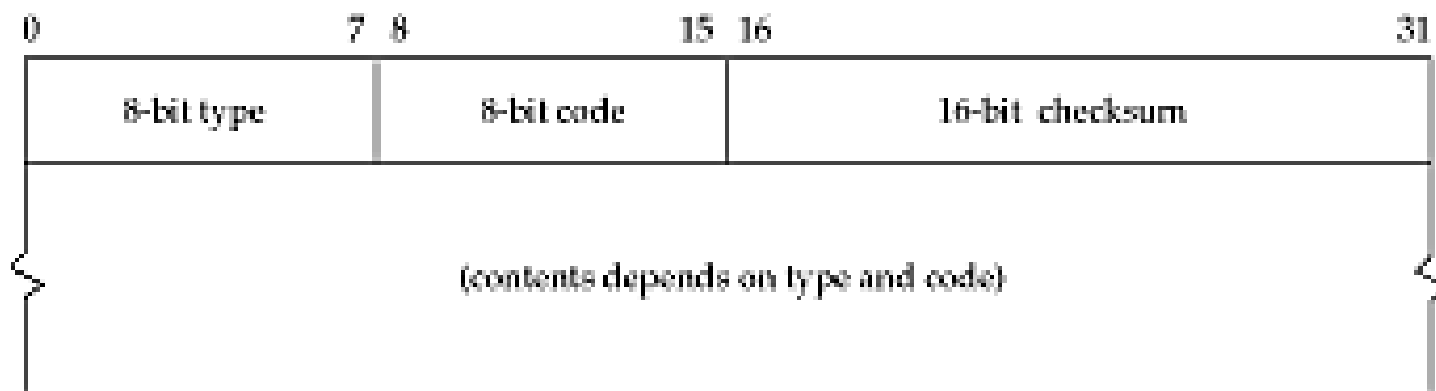 0 7 8 15 16 31
8-bit type 8-bit code 16-bit checksum
(contents depends on type and code)